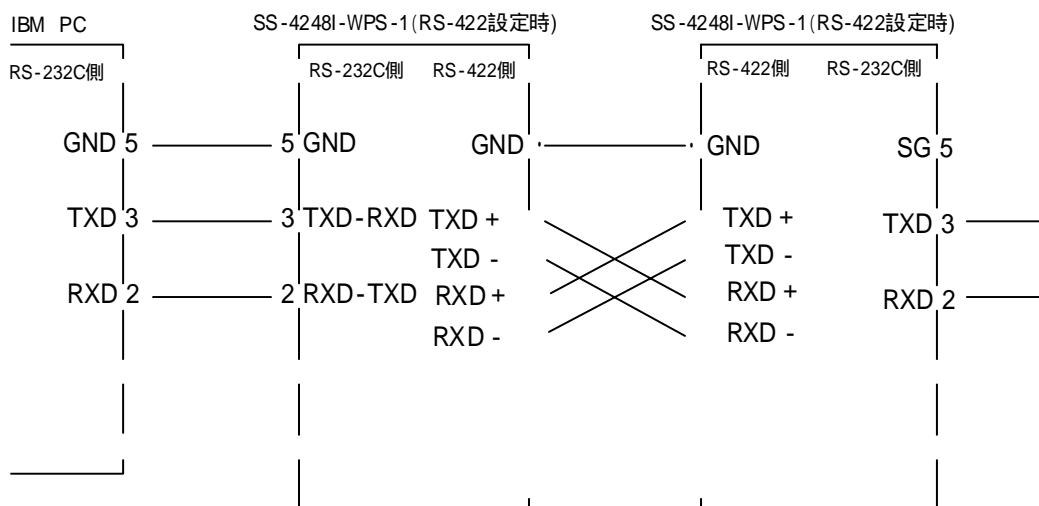 IBM PC SS-4248I-WPS-1(RS-422設定時) SS-4248I-WPS-1(RS-422設定時)
RS-232C側 RS-232C側 RS-422側 RS-422側 RS-232C側
GND 5 5 GND GND GND SG 5
TXD 3 3 TXD-RXD TXD + TXD + TXD 3
TXD - TXD -
RXD 2 2 RXD-TXD RXD + RXD + RXD 2
RXD - RXD -